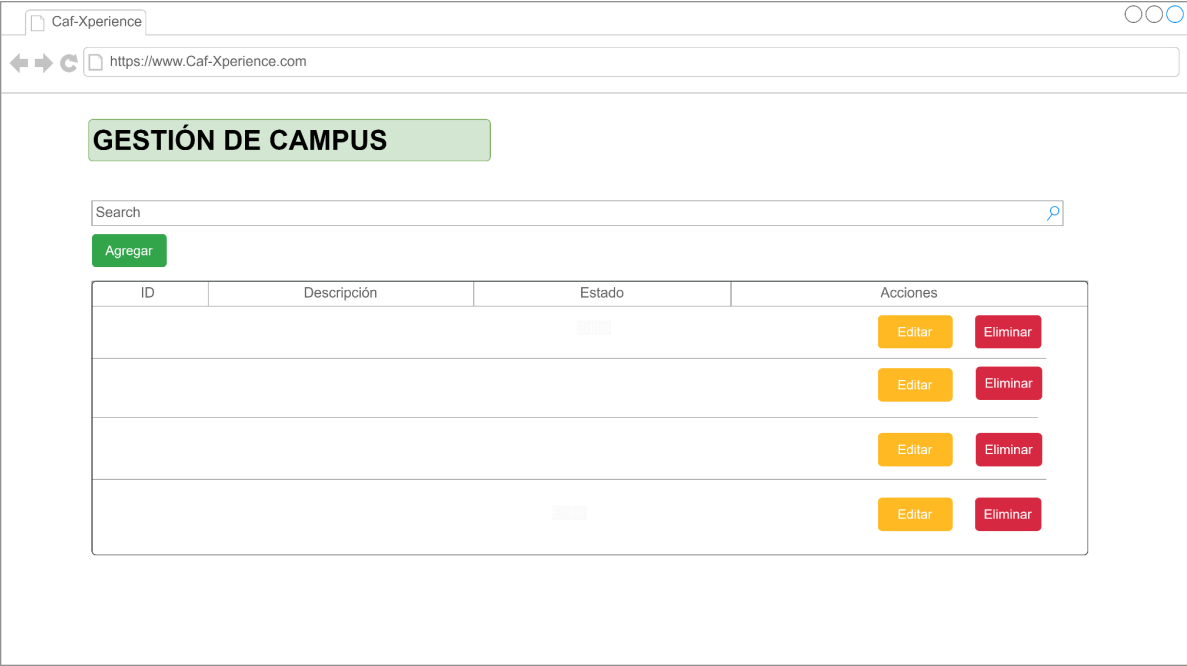 Caf-Xperience
https://www.Caf-Xperience.com
GESTIÓN DE CAMPUS
Search
Agregar
ID Descripción Estado Acciones
Editar Eliminar
Editar Eliminar
Editar Eliminar
Editar Eliminar